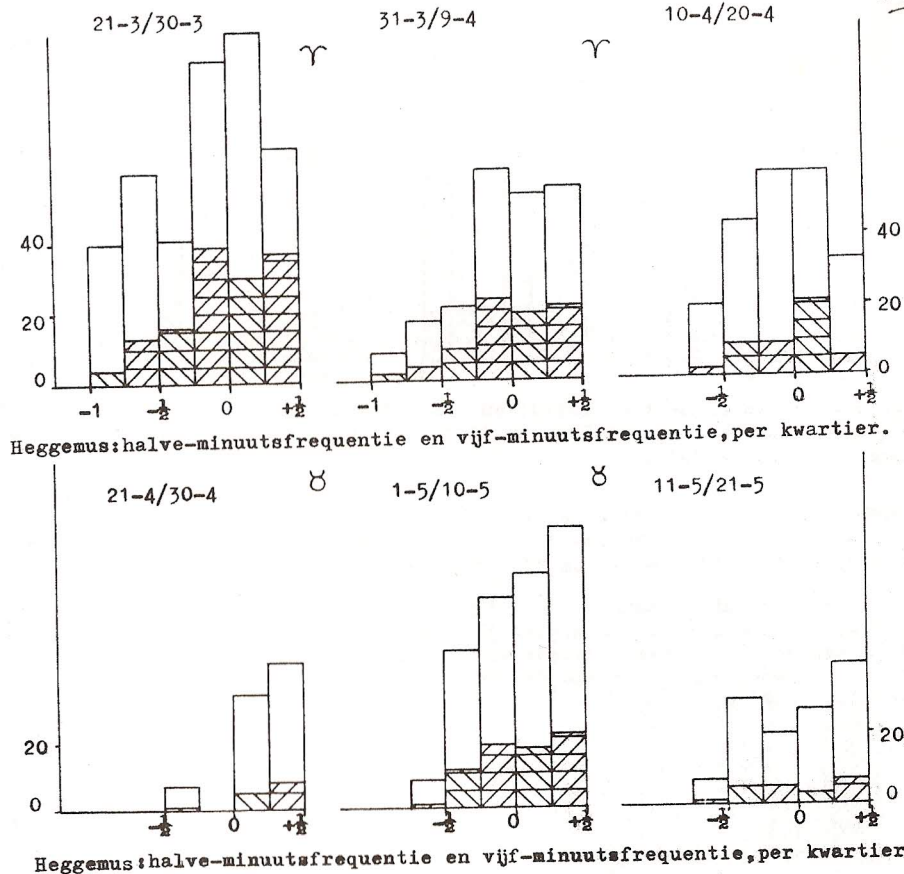 21-3/30-3 ♈ 31-3/9-4 ♈ 10-4/20-4
40 40
20 20
0 0
-1 -½ 0 +½ -1 -½ 0 +½ -½ 0 +½
Heggemus:halve-minuutsfrequentie en vijf-minuutsfrequentie,per kwartier.
21-4/30-4 ♉ 1-5/10-5 ♉ 11-5/21-5
20 20
0 0
-½ 0 +½ -½ 0 +½ -½ 0 +½
Heggemus:halve-minuutsfrequentie en vijf-minuutsfrequentie,per kwartier